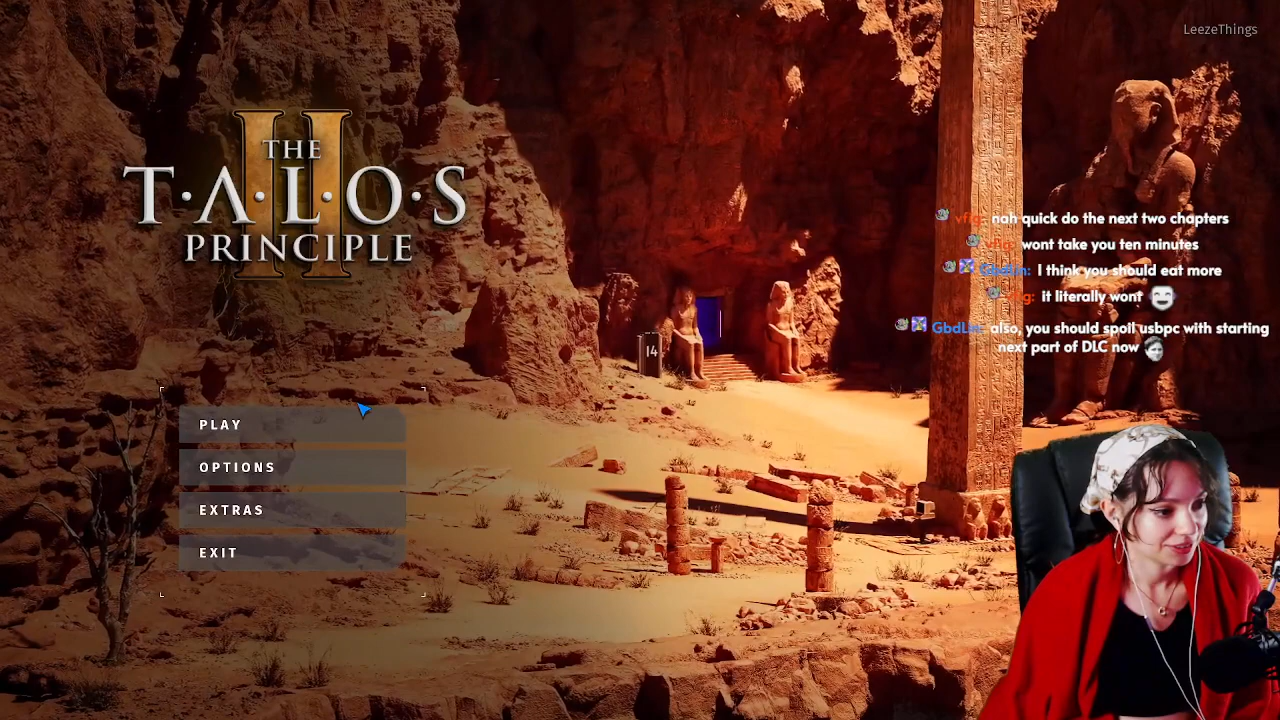 LeezeThings
II
THE
T·A·L·O·S
PRINCIPLE
nah quick do the next two chapters
wont take you ten minutes
GbdLin: I think you should eat more
it literally wont
GbdLin: also, you should spoil usbpc with starting
next part of DLC now
14
PLAY
OPTIONS
EXTRAS
EXIT